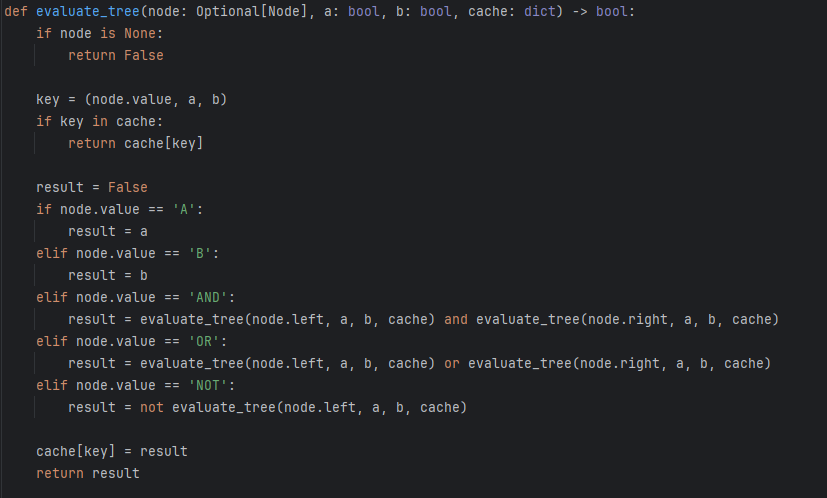 def evaluate_tree(node: Optional[Node], a: bool, b: bool, cache: dict) -> bool:
    if node is None:
        return False

    key = (node.value, a, b)
    if key in cache:
        return cache[key]

    result = False
    if node.value == 'A':
        result = a
    elif node.value == 'B':
        result = b
    elif node.value == 'AND':
        result = evaluate_tree(node.left, a, b, cache) and evaluate_tree(node.right, a, b, cache)
    elif node.value == 'OR':
        result = evaluate_tree(node.left, a, b, cache) or evaluate_tree(node.right, a, b, cache)
    elif node.value == 'NOT':
        result = not evaluate_tree(node.left, a, b, cache)

    cache[key] = result
    return result